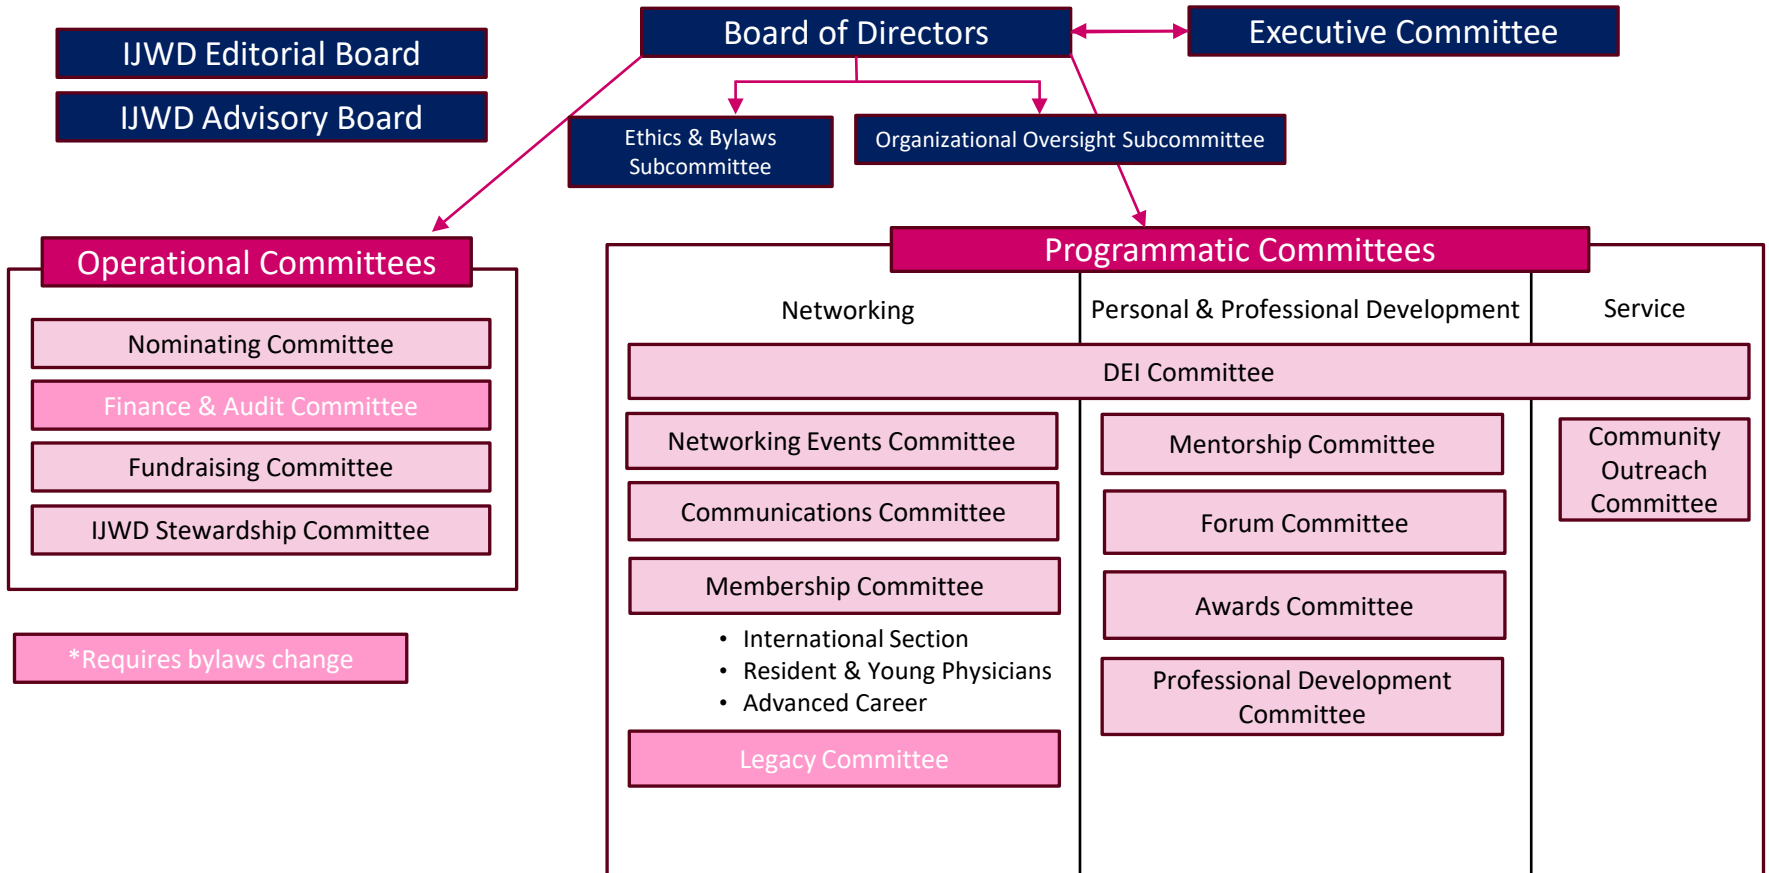 Board of Directors
Executive Committee
IJWD Editorial Board
IJWD Advisory Board
Ethics & Bylaws
Subcommittee
Organizational Oversight Subcommittee
Operational Committees
Nominating Committee
Finance & Audit Committee
Fundraising Committee
IJWD Stewardship Committee
*Requires bylaws change
Programmatic Committees
Networking
Personal & Professional Development
Service
DEI Committee
Networking Events Committee
Communications Committee
Membership Committee
• International Section
• Resident & Young Physicians
• Advanced Career
Legacy Committee
Mentorship Committee
Forum Committee
Awards Committee
Professional Development
Committee
Community
Outreach
Committee